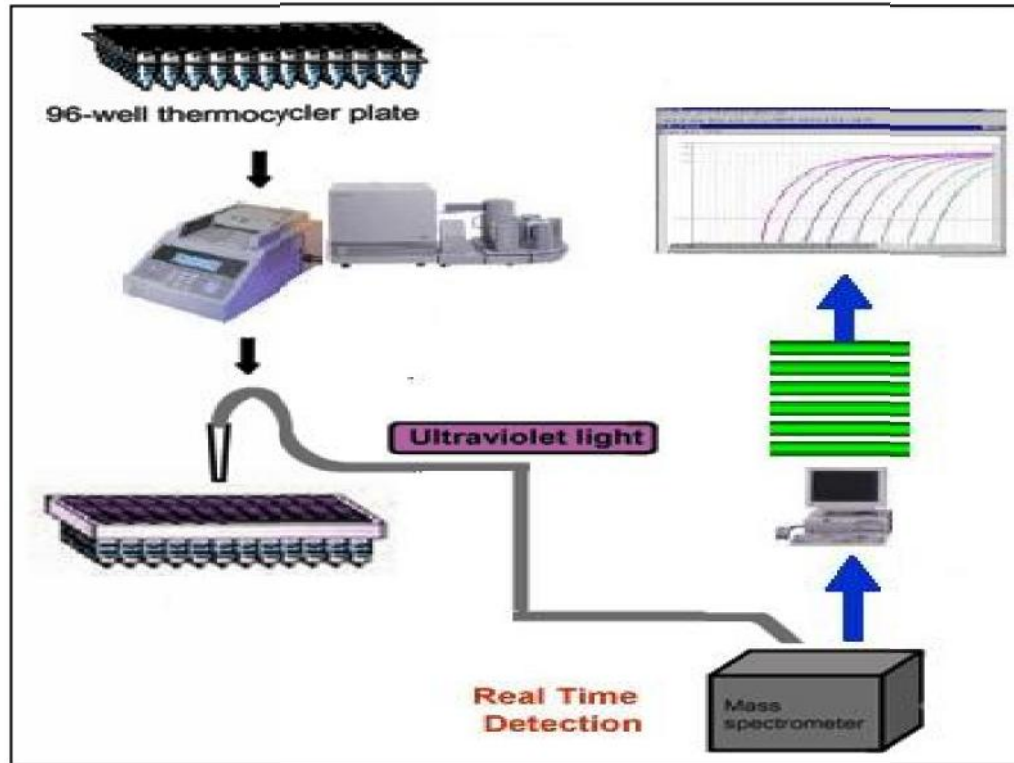 96-well thermocycler plate
Ultraviolet light
Real Time
Detection
Mass
spectrometer